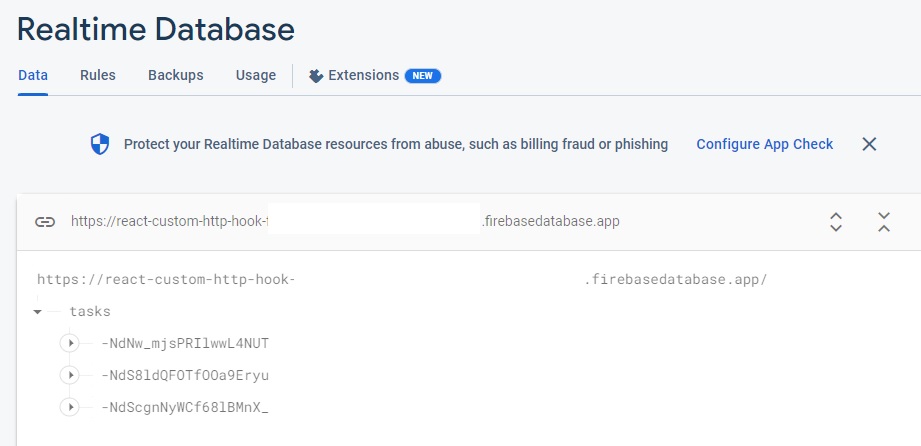 Realtime Database
Data Rules Backups Usage Extensions NEW
Protect your Realtime Database resources from abuse, such as billing fraud or phishing Configure App Check
https://react-custom-http-hook- .firebasedatabase.app
https://react-custom-http-hook- .firebasedatabase.app/
tasks
-NdNw_mjsPRIlwwL4NUT
-NdS8ldQFOTfOOa9Eryu
-NdScgnNyWCf68lBMnX_